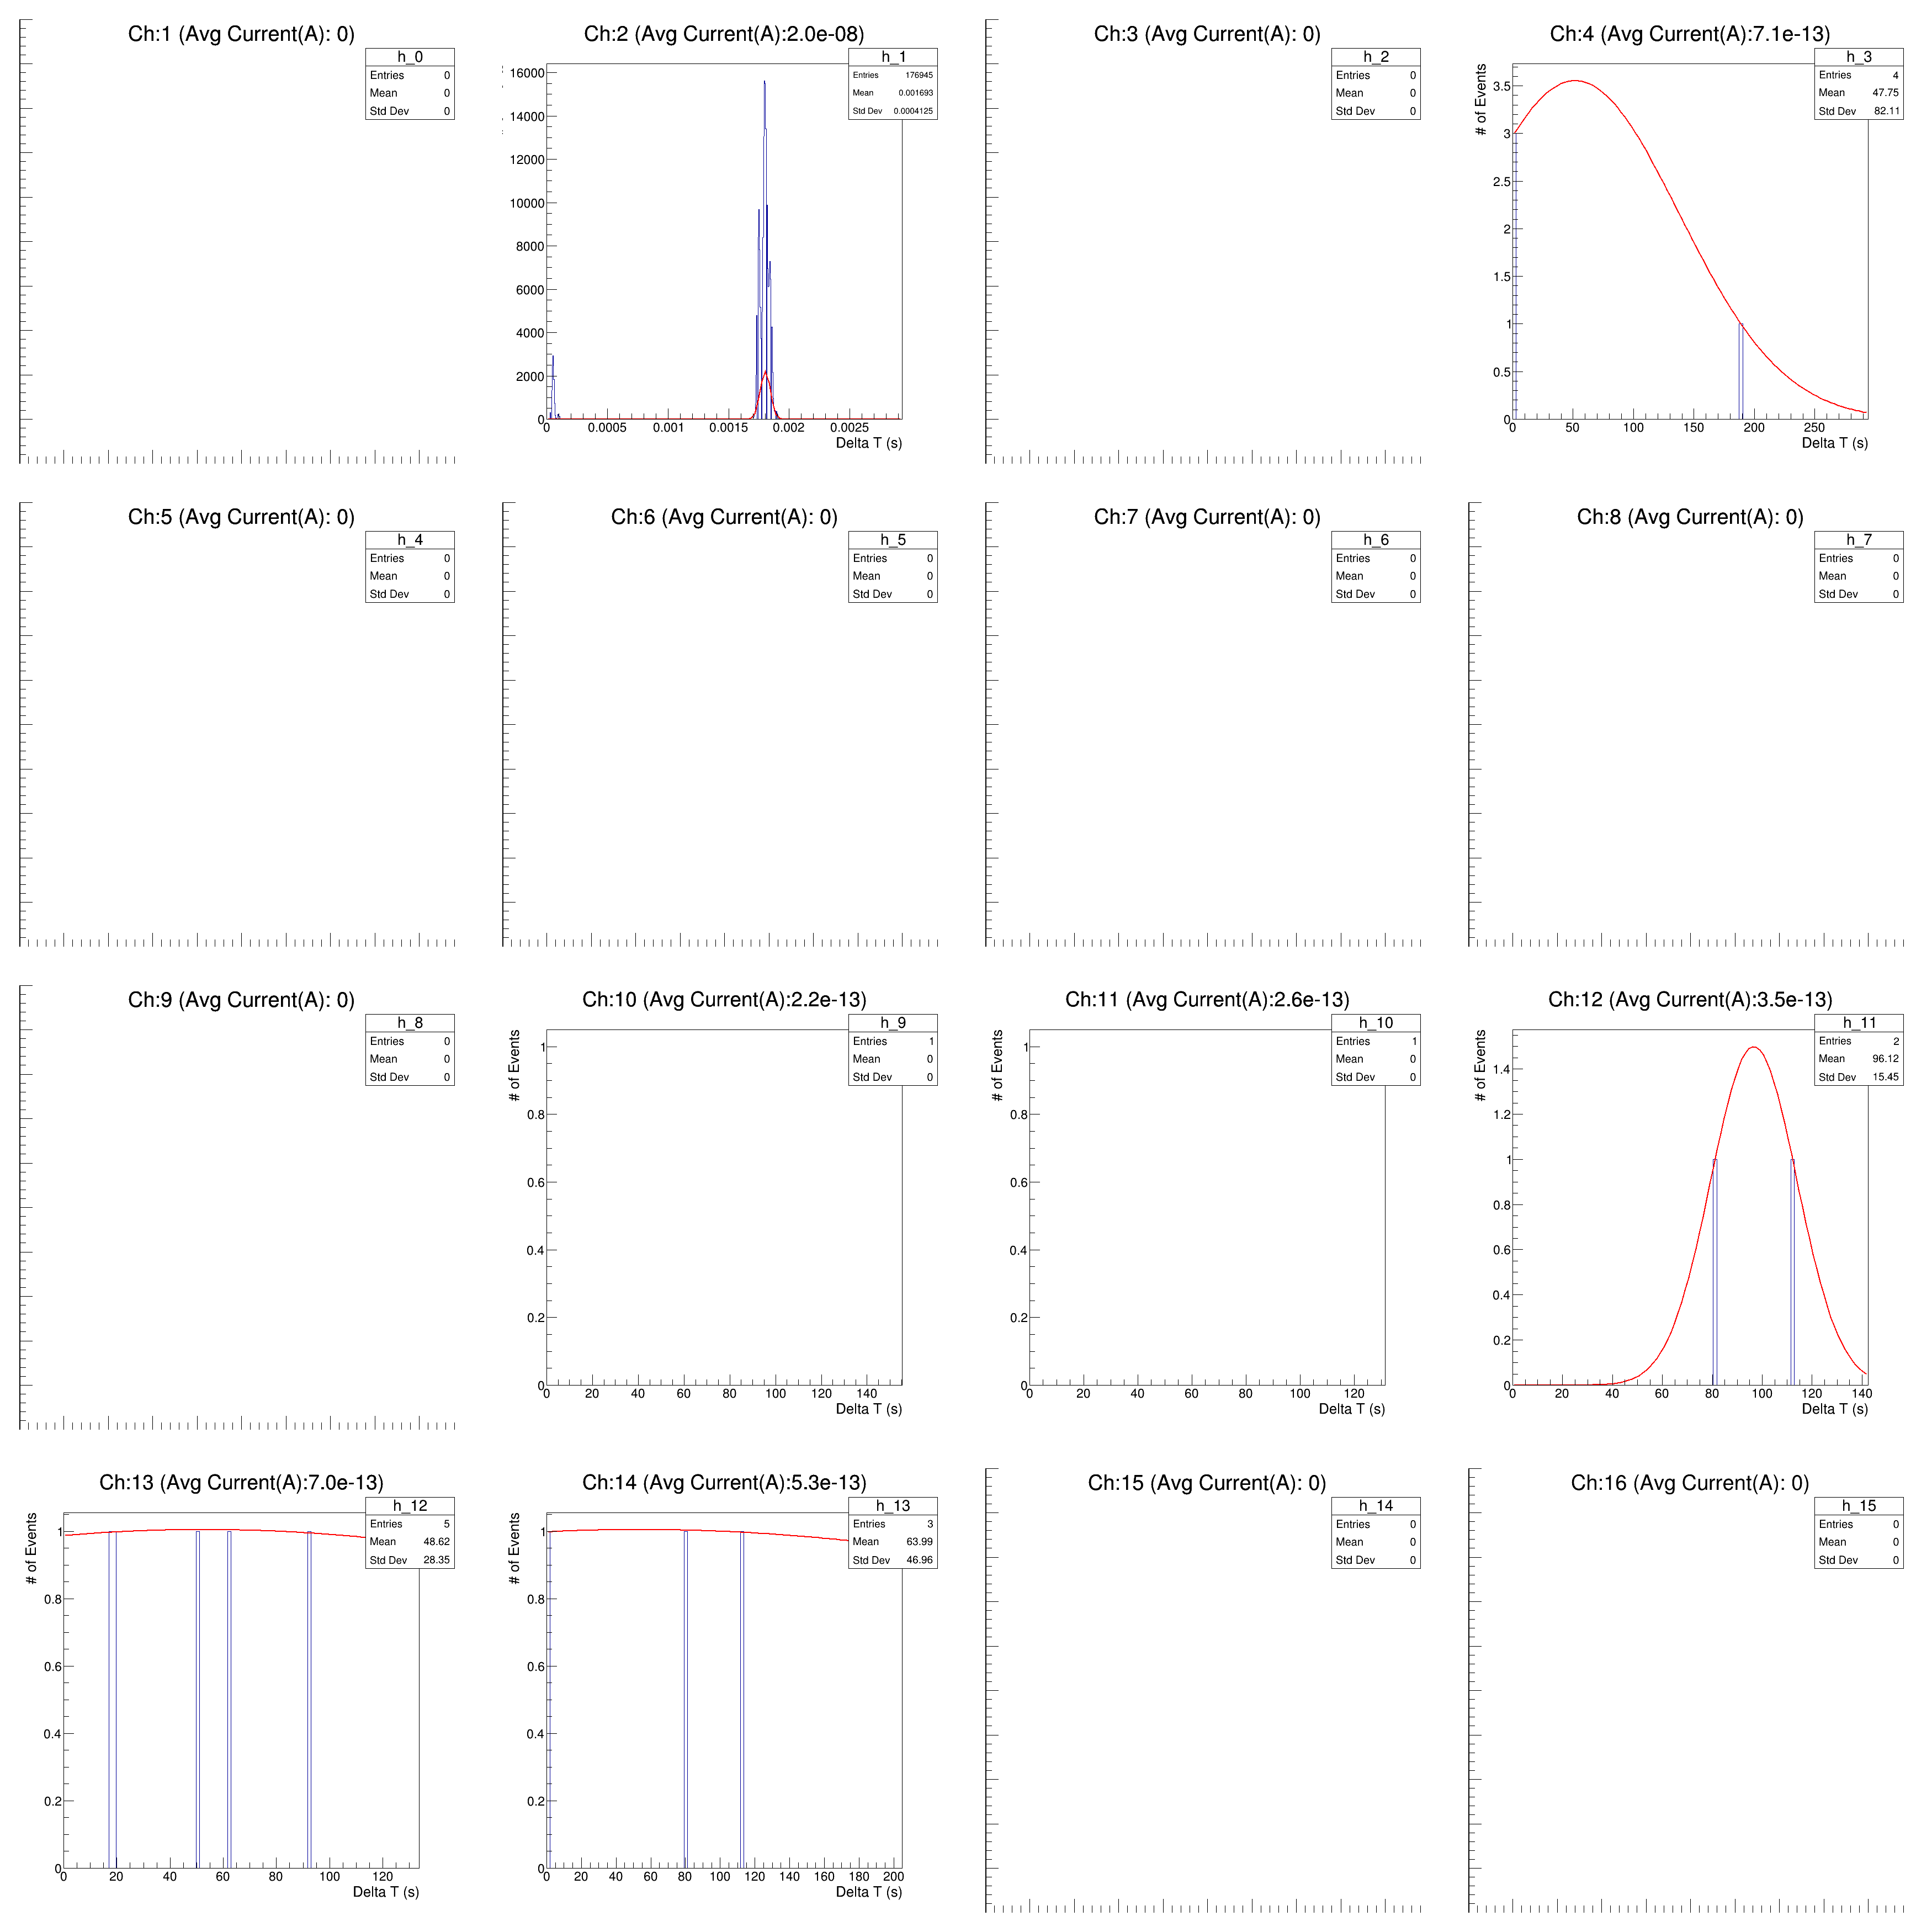 Ch:1 (Avg Current(A): 0)
h_0
Entries 0
Mean 0
Std Dev 0
Ch:2 (Avg Current(A):2.0e-08)
h_1
Entries 176945
Mean 0.001693
Std Dev 0.0004125
16000
14000
12000
10000
8000
6000
4000
2000
0
0 0.0005 0.001 0.0015 0.002 0.0025
Delta T (s)
Ch:3 (Avg Current(A): 0)
h_2
Entries 0
Mean 0
Std Dev 0
Ch:4 (Avg Current(A):7.1e-13)
h_3
Entries 4
Mean 47.75
Std Dev 82.11
# of Events
3.5
3
2.5
2
1.5
1
0.5
0
0 50 100 150 200 250
Delta T (s)
Ch:5 (Avg Current(A): 0)
h_4
Entries 0
Mean 0
Std Dev 0
Ch:6 (Avg Current(A): 0)
h_5
Entries 0
Mean 0
Std Dev 0
Ch:7 (Avg Current(A): 0)
h_6
Entries 0
Mean 0
Std Dev 0
Ch:8 (Avg Current(A): 0)
h_7
Entries 0
Mean 0
Std Dev 0
Ch:9 (Avg Current(A): 0)
h_8
Entries 0
Mean 0
Std Dev 0
Ch:10 (Avg Current(A):2.2e-13)
h_9
Entries 1
Mean 0
Std Dev 0
# of Events
1
0.8
0.6
0.4
0.2
0
0 20 40 60 80 100 120 140
Delta T (s)
Ch:11 (Avg Current(A):2.6e-13)
h_10
Entries 1
Mean 0
Std Dev 0
# of Events
1
0.8
0.6
0.4
0.2
0
0 20 40 60 80 100 120
Delta T (s)
Ch:12 (Avg Current(A):3.5e-13)
h_11
Entries 2
Mean 96.12
Std Dev 15.45
# of Events
1.4
1.2
1
0.8
0.6
0.4
0.2
0
0 20 40 60 80 100 120 140
Delta T (s)
Ch:13 (Avg Current(A):7.0e-13)
h_12
Entries 5
Mean 48.62
Std Dev 28.35
# of Events
1
0.8
0.6
0.4
0.2
0
0 20 40 60 80 100 120
Delta T (s)
Ch:14 (Avg Current(A):5.3e-13)
h_13
Entries 3
Mean 63.99
Std Dev 46.96
# of Events
1
0.8
0.6
0.4
0.2
0
0 20 40 60 80 100 120 140 160 180 200
Delta T (s)
Ch:15 (Avg Current(A): 0)
h_14
Entries 0
Mean 0
Std Dev 0
Ch:16 (Avg Current(A): 0)
h_15
Entries 0
Mean 0
Std Dev 0